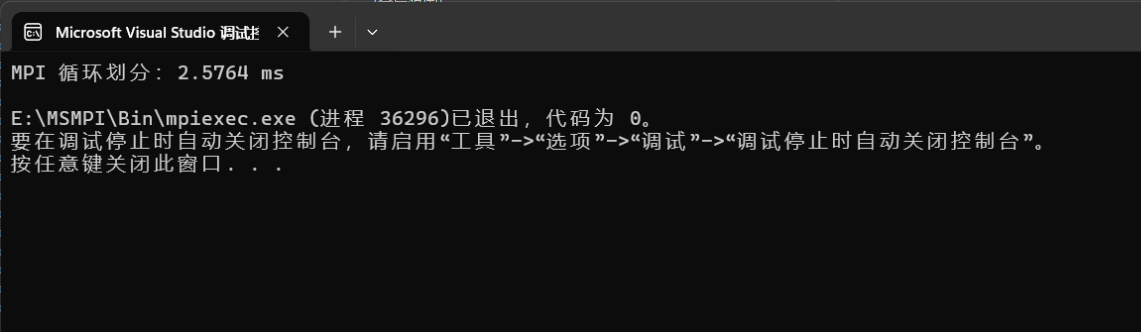 Microsoft Visual Studio 调试控
MPI 循环划分: 2.5764 ms
E:\MSMPI\Bin\mpiexec.exe (进程 36296)已退出，代码为 0。
要在调试停止时自动关闭控制台，请启用“工具”->“选项”->“调试”->“调试停止时自动关闭控制台”。
按任意键关闭此窗口. . .